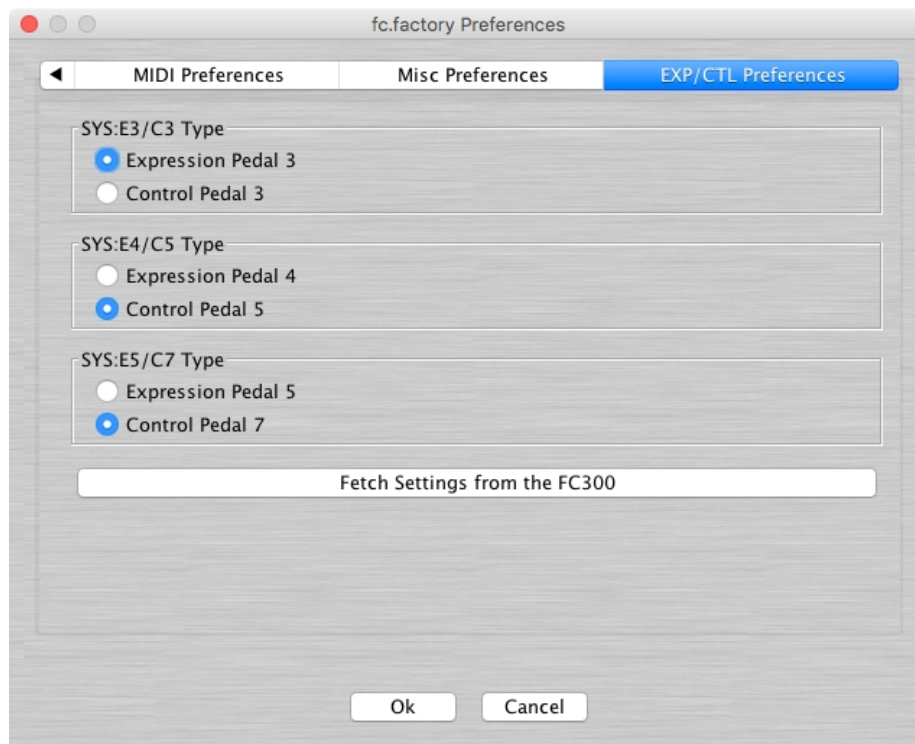 fc.factory Preferences
MIDI Preferences
Misc Preferences
EXP/CTL Preferences
SYS:E3/C3 Type
Expression Pedal 3
Control Pedal 3
SYS:E4/C5 Type
Expression Pedal 4
Control Pedal 5
SYS:E5/C7 Type
Expression Pedal 5
Control Pedal 7
Fetch Settings from the FC300
Ok
Cancel